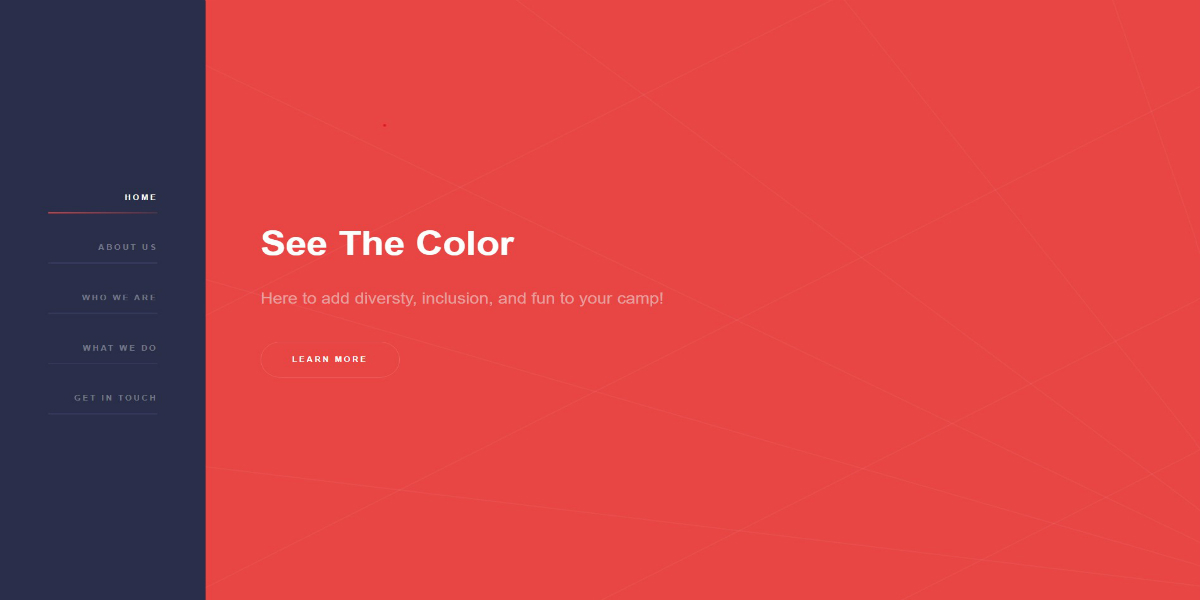 HOME
ABOUT US
WHO WE ARE
WHAT WE DO
GET IN TOUCH
See The Color
Here to add diversty, inclusion, and fun to your camp!
LEARN MORE